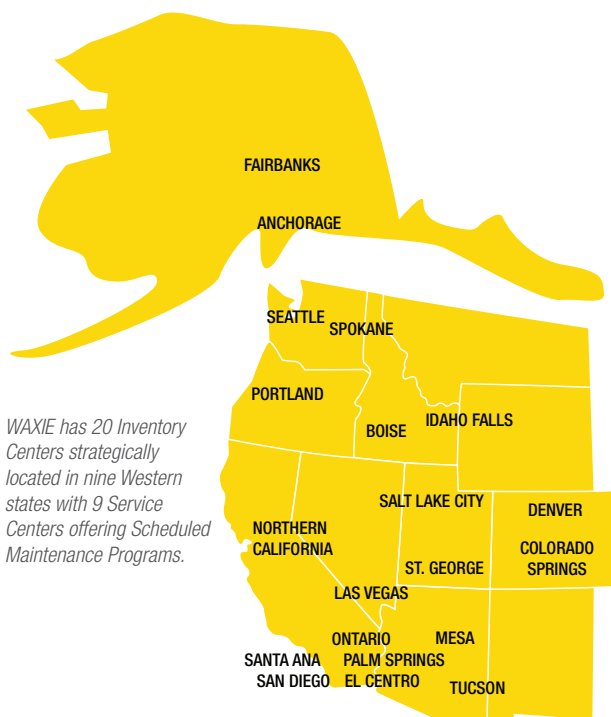 FAIRBANKS
ANCHORAGE
SEATTLE
SPOKANE
PORTLAND
BOISE
IDAHO FALLS
WAXIE has 20 Inventory
Centers strategically
located in nine Western
states with 9 Service
Centers offering Scheduled
Maintenance Programs.
SALT LAKE CITY
DENVER
NORTHERN
CALIFORNIA
COLORADO
SPRINGS
ST. GEORGE
LAS VEGAS
ONTARIO
MESA
SANTA ANA
PALM SPRINGS
SAN DIEGO
EL CENTRO
TUCSON